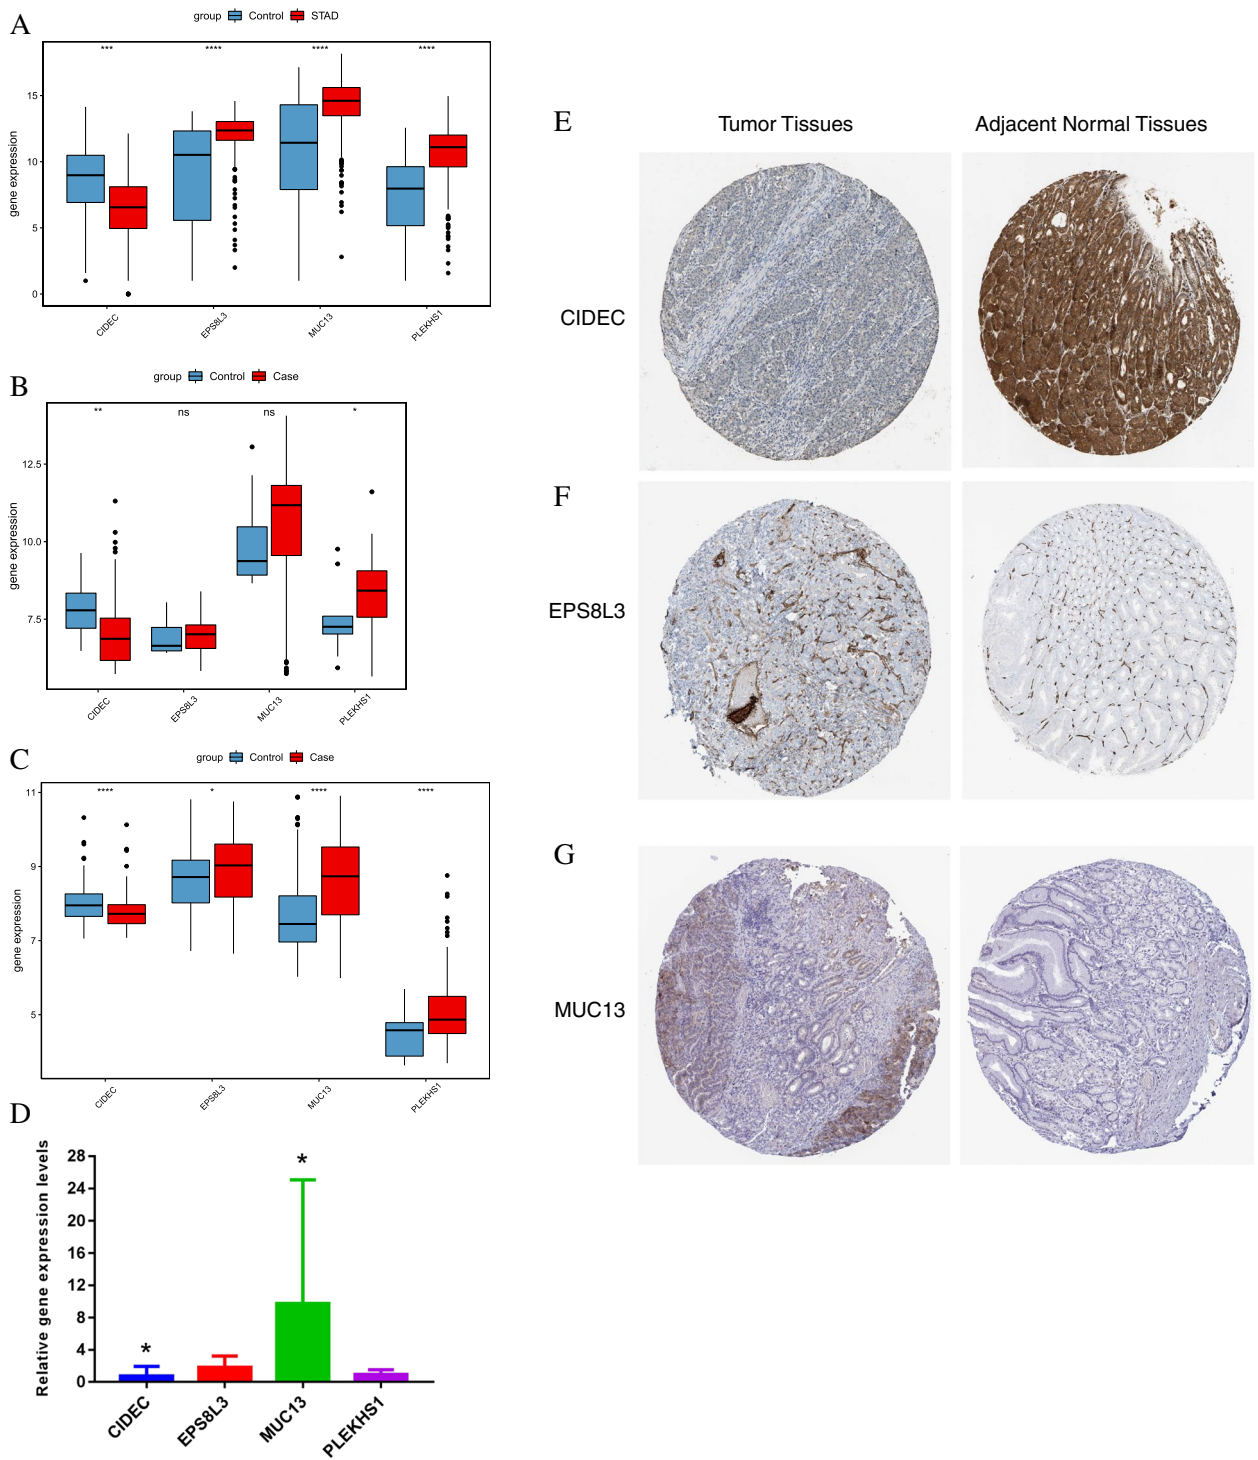 A
group Control STAD
*** **** **** ****
gene expression
15
10
5
0
CIDEC EPS8L3 MUC13 PLEKHS1
B
group Control Case
** ns ns *
gene expression
12.5
10.0
7.5
CIDEC EPS8L3 MUC13 PLEKHS1
C
group Control Case
**** * **** ****
gene expression
11
9
7
5
CIDEC EPS8L3 MUC13 PLEKHS1
D
Relative gene expression levels
28
24
20
16
12
8
4
0
* *
CIDEC EPS8L3 MUC13 PLEKHS1
E
Tumor Tissues Adjacent Normal Tissues
CIDEC
F
EPS8L3
G
MUC13